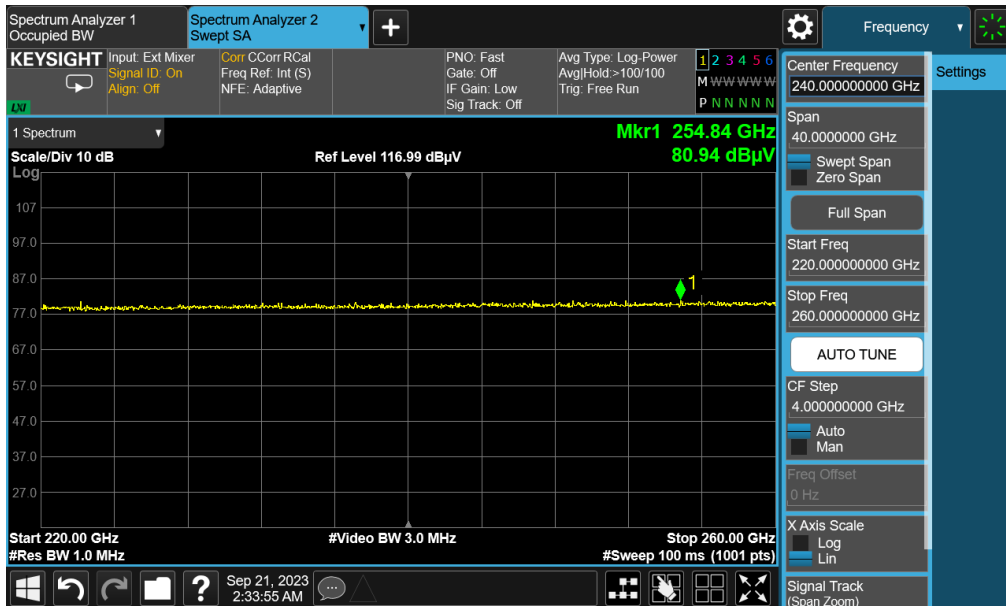 Spectrum Analyzer 1
Occupied BW
Spectrum Analyzer 2
Swept SA
Frequency
KEYSIGHT
LXI
Input: Ext Mixer
Signal ID: On
Align: Off
Corr CCorr RCal
Freq Ref: Int (S)
NFE: Adaptive
PNO: Fast
Gate: Off
IF Gain: Low
Sig Track: Off
Avg Type: Log-Power
Avg|Hold:>100/100
Trig: Free Run
1 2 3 4 5 6
M W W W W W
P N N N N N
1 Spectrum
Mkr1 254.84 GHz
Scale/Div 10 dB
Ref Level 116.99 dBµV
80.94 dBµV
Log
107
97.0
87.0
77.0
67.0
57.0
47.0
37.0
27.0
1
Start 220.00 GHz
#Video BW 3.0 MHz
Stop 260.00 GHz
#Res BW 1.0 MHz
#Sweep 100 ms (1001 pts)
Center Frequency
240.000000000 GHz
Settings
Span
40.0000000 GHz
Swept Span
Zero Span
Full Span
Start Freq
220.000000000 GHz
Stop Freq
260.000000000 GHz
AUTO TUNE
CF Step
4.000000000 GHz
Auto
Man
Freq Offset
0 Hz
X Axis Scale
Log
Lin
Signal Track
(Span Zoom)
?
Sep 21, 2023
2:33:55 AM